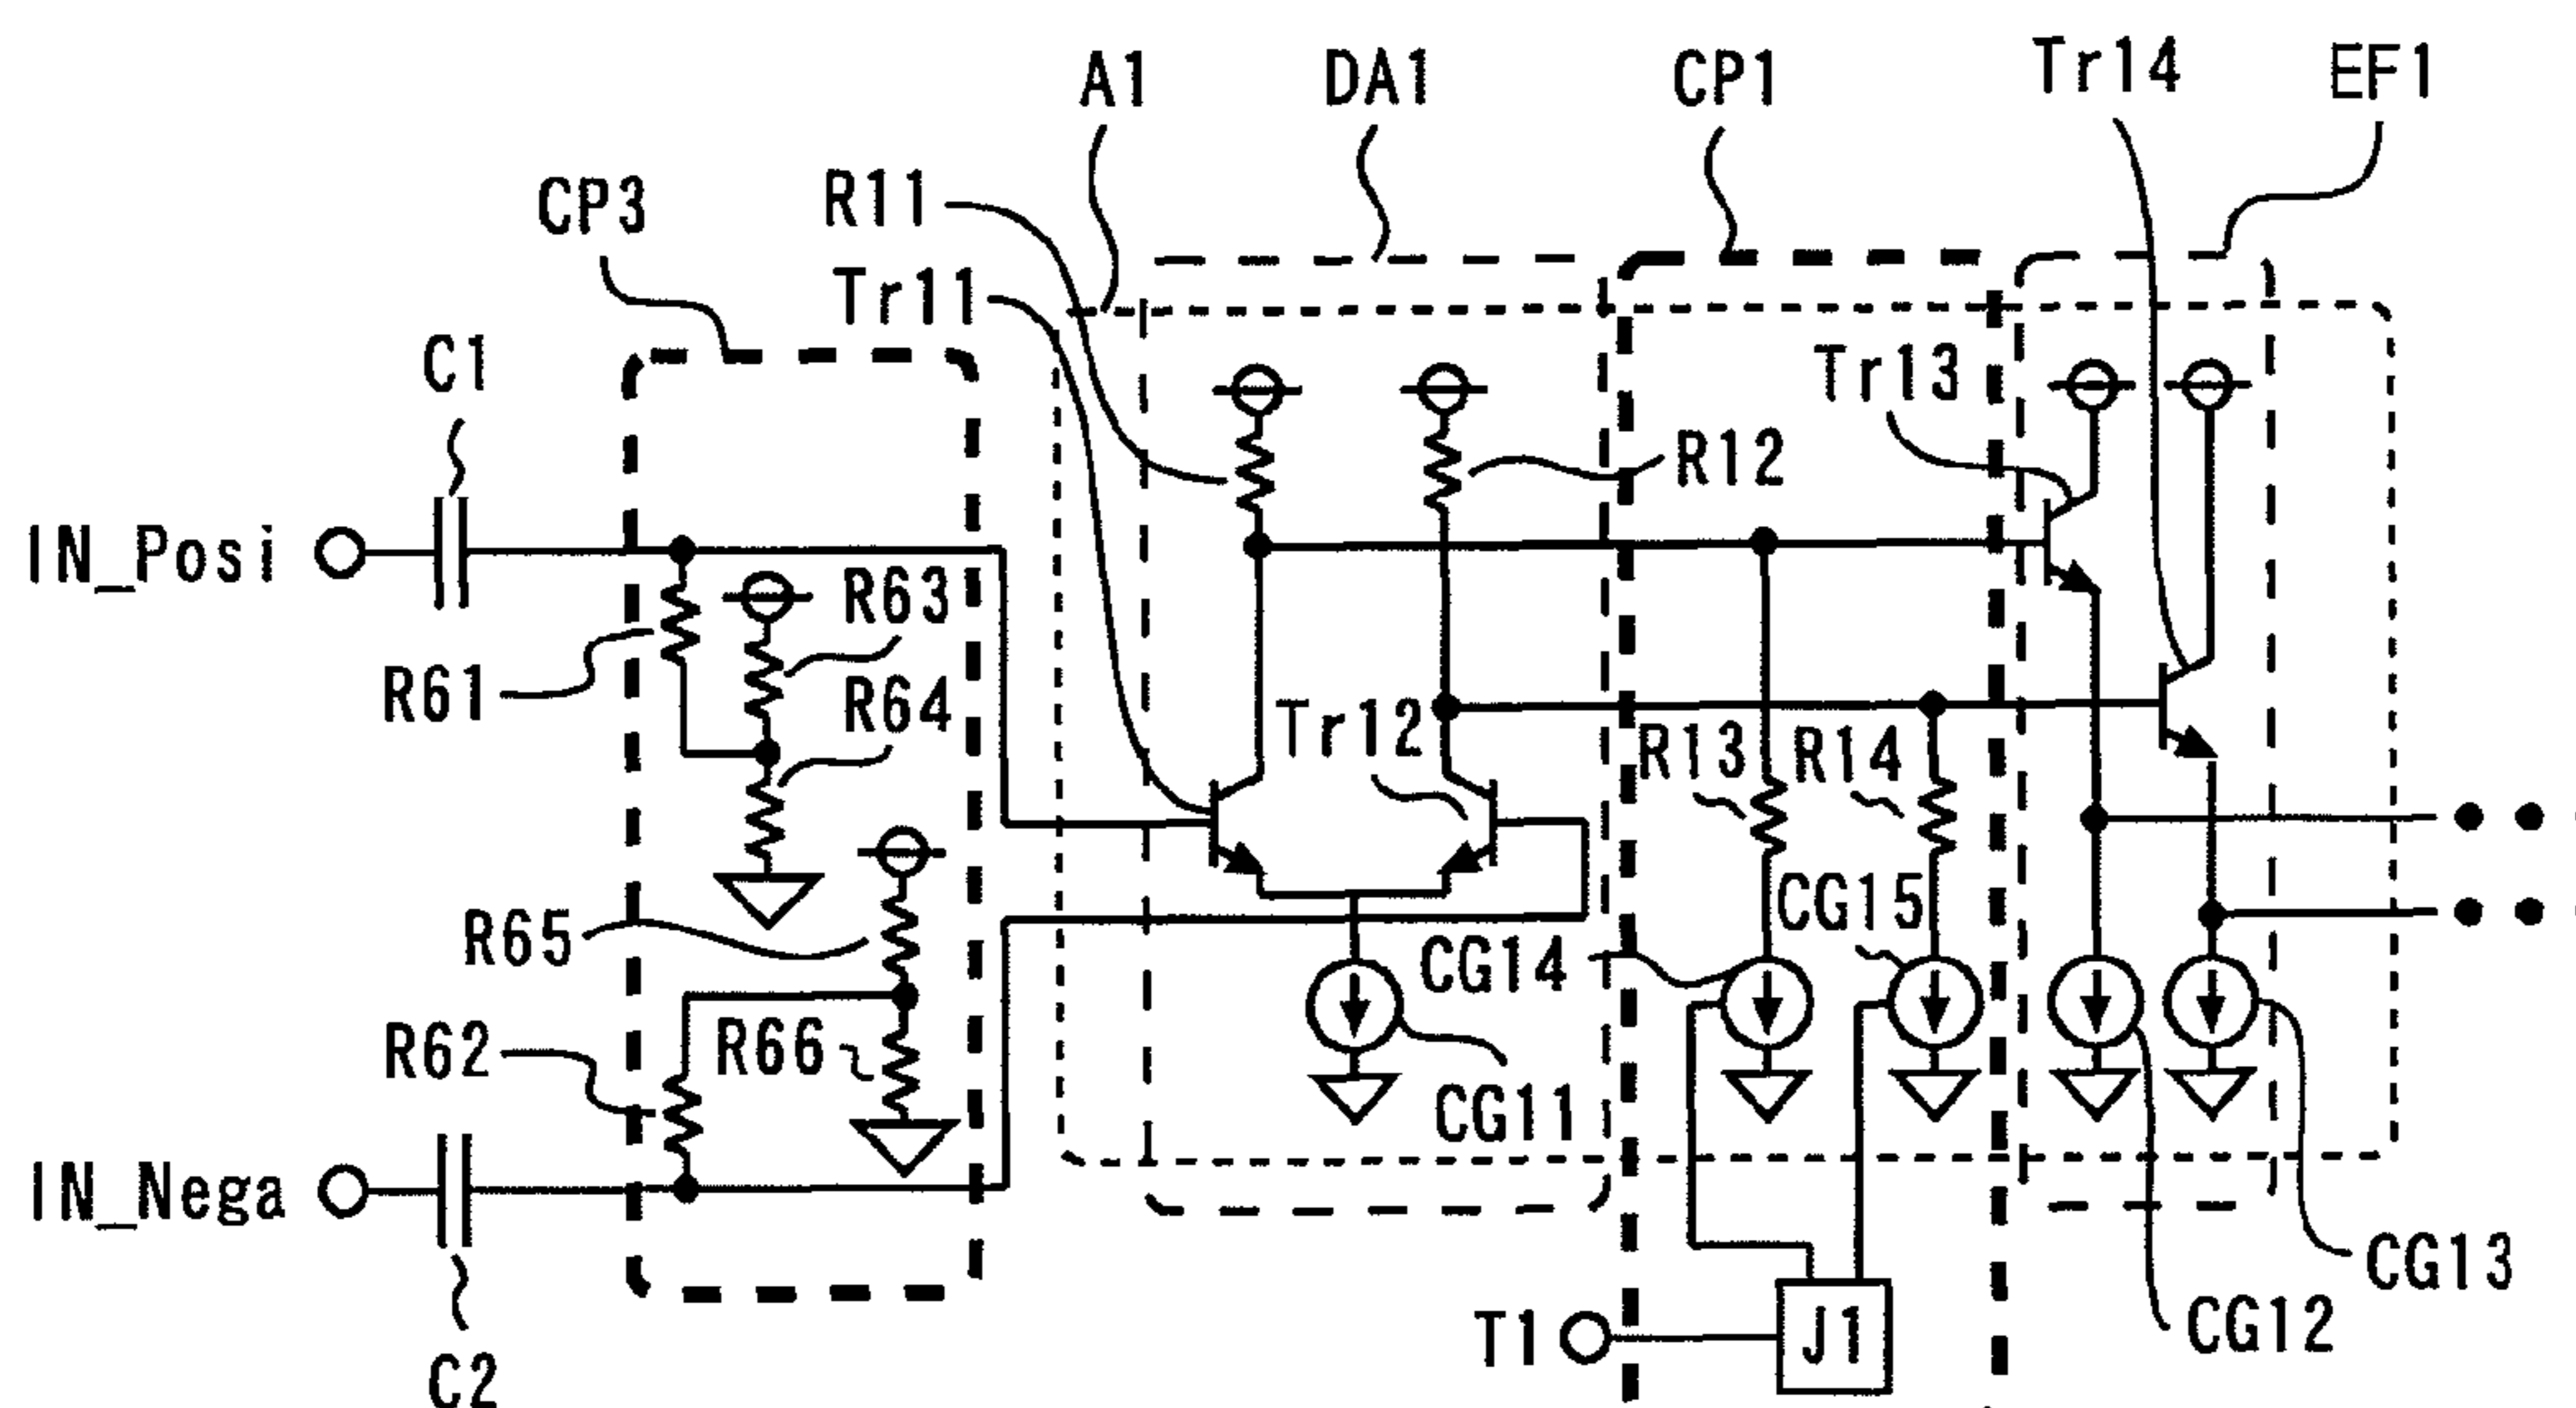 A1 DA1 CP1 Tr14 EF1
CP3 R11
Tr11
C1 Tr13
R12
IN_Posi R63
R61 R64
Tr12 R13 R14
R65 CG14 CG15
R62 R66 CG11
IN_Nega
CG13
T1 J1 CG12
C2